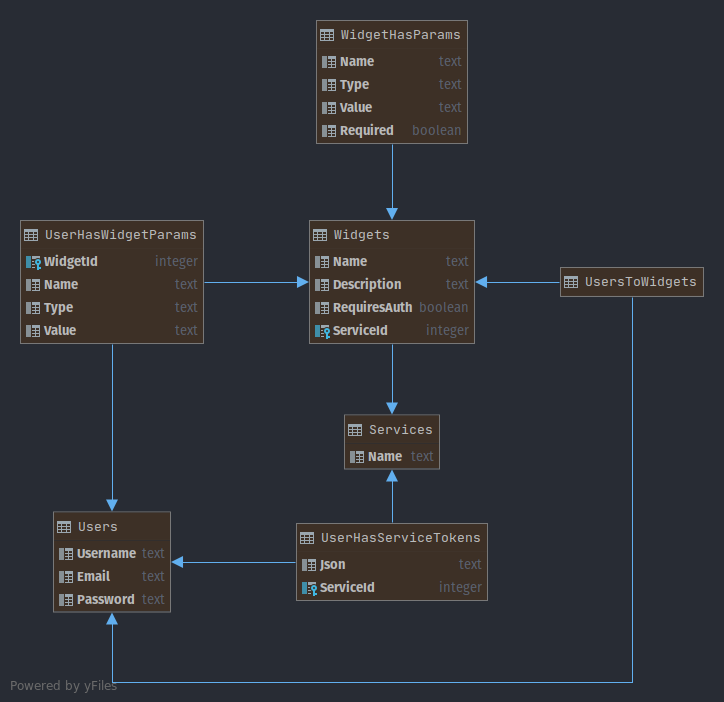 WidgetHasParams
Name text
Type text
Value text
Required boolean
UserHasWidgetParams
WidgetId integer
Name text
Type text
Value text
Widgets
Name text
Description text
RequiresAuth boolean
ServiceId integer
UsersToWidgets
Services
Name text
Users
Username text
Email text
Password text
UserHasServiceTokens
Json text
ServiceId integer
Powered by yFiles